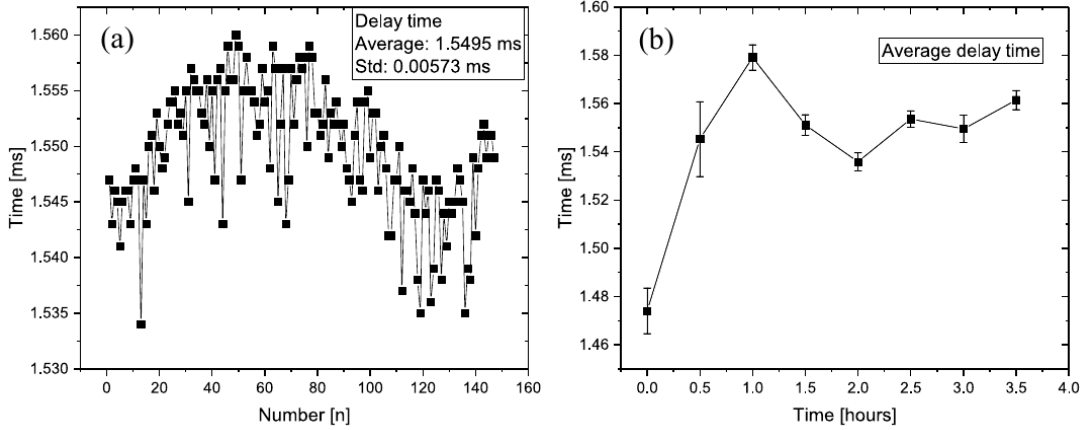 (a)
Delay time
Average: 1.5495 ms
Std: 0.00573 ms
1.560
1.555
1.550
1.545
1.540
1.535
1.530
Time [ms]
0 20 40 60 80 100 120 140 160
Number [n]
(b)
Average delay time
1.60
1.58
1.56
1.54
1.52
1.50
1.48
1.46
Time [ms]
0.0 0.5 1.0 1.5 2.0 2.5 3.0 3.5 4.0
Time [hours]